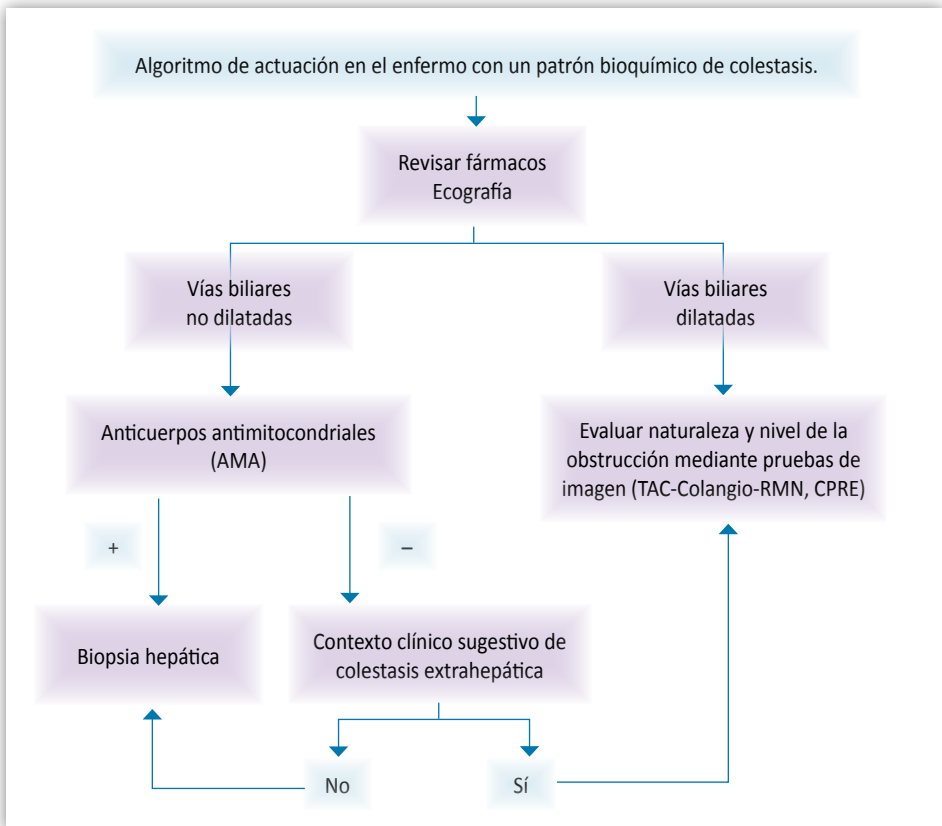 Algoritmo de actuación en el enfermo con un patrón bioquímico de colestasis.
Revisar fármacos
Ecografía
Vías biliares
no dilatadas
Vías biliares
dilatadas
Anticuerpos antimitocondriales
(AMA)
Evaluar naturaleza y nivel de la
obstrucción mediante pruebas de
imagen (TAC-Colangio-RMN, CPRE)
+
–
Biopsia hepática
Contexto clínico sugestivo de
colestasis extrahepática
No
Sí